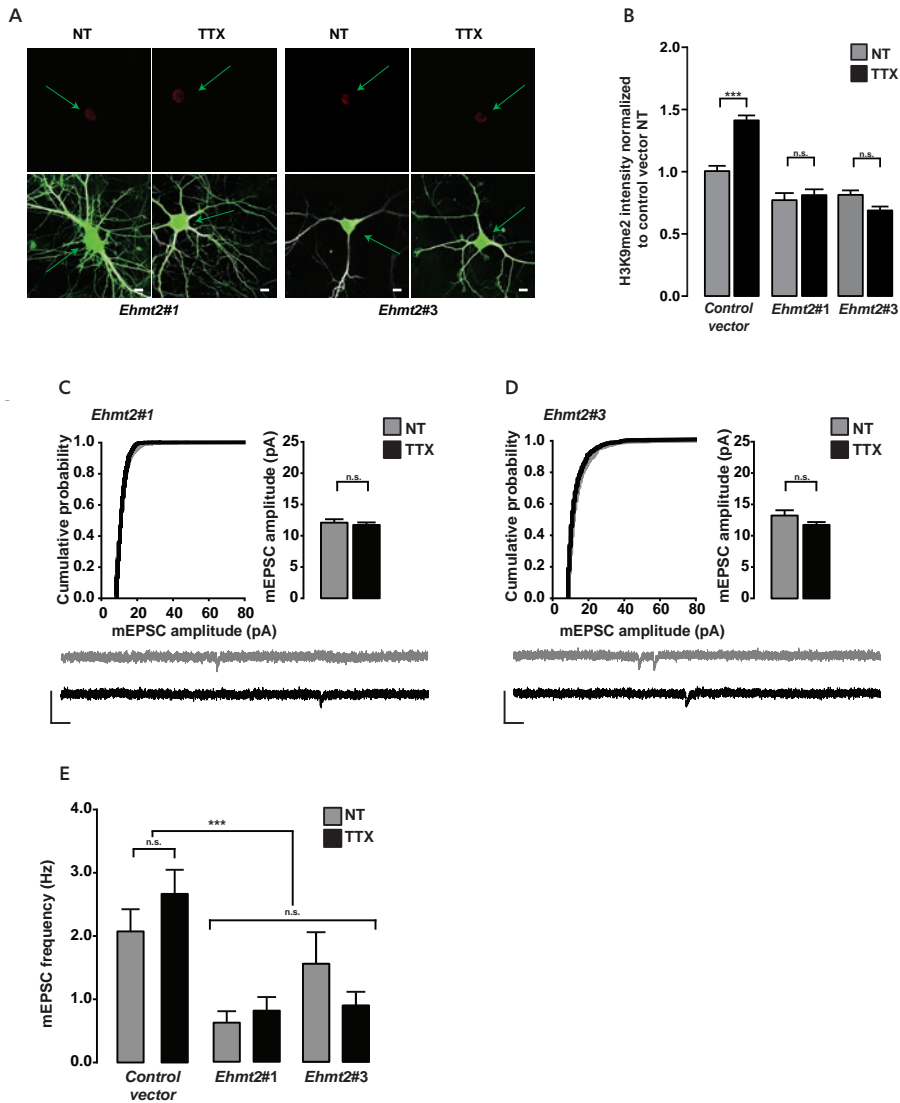 A
NT
TTX
NT
TTX
Ehmt2#1
Ehmt2#3
B
NT
TTX
H3K9me2 intensity normalized
to control vector NT
2.0
1.5
1.0
0.5
0.0
***
n.s.
n.s.
Control
vector
Ehmt2#1
Ehmt2#3
C
Ehmt2#1
Cumulative probability
1.0
0.8
0.6
0.4
0.2
0.0
0
20
40
60
80
mEPSC amplitude (pA)
mEPSC amplitude (pA)
25
20
15
10
5
0
n.s.
NT
TTX
D
Ehmt2#3
Cumulative probability
1.0
0.8
0.6
0.4
0.2
0.0
0
20
40
60
80
mEPSC amplitude (pA)
mEPSC amplitude (pA)
25
20
15
10
5
0
n.s.
NT
TTX
E
mEPSC frequency (Hz)
4.0
3.0
2.0
1.0
0.0
n.s.
***
n.s.
NT
TTX
Control
vector
Ehmt2#1
Ehmt2#3